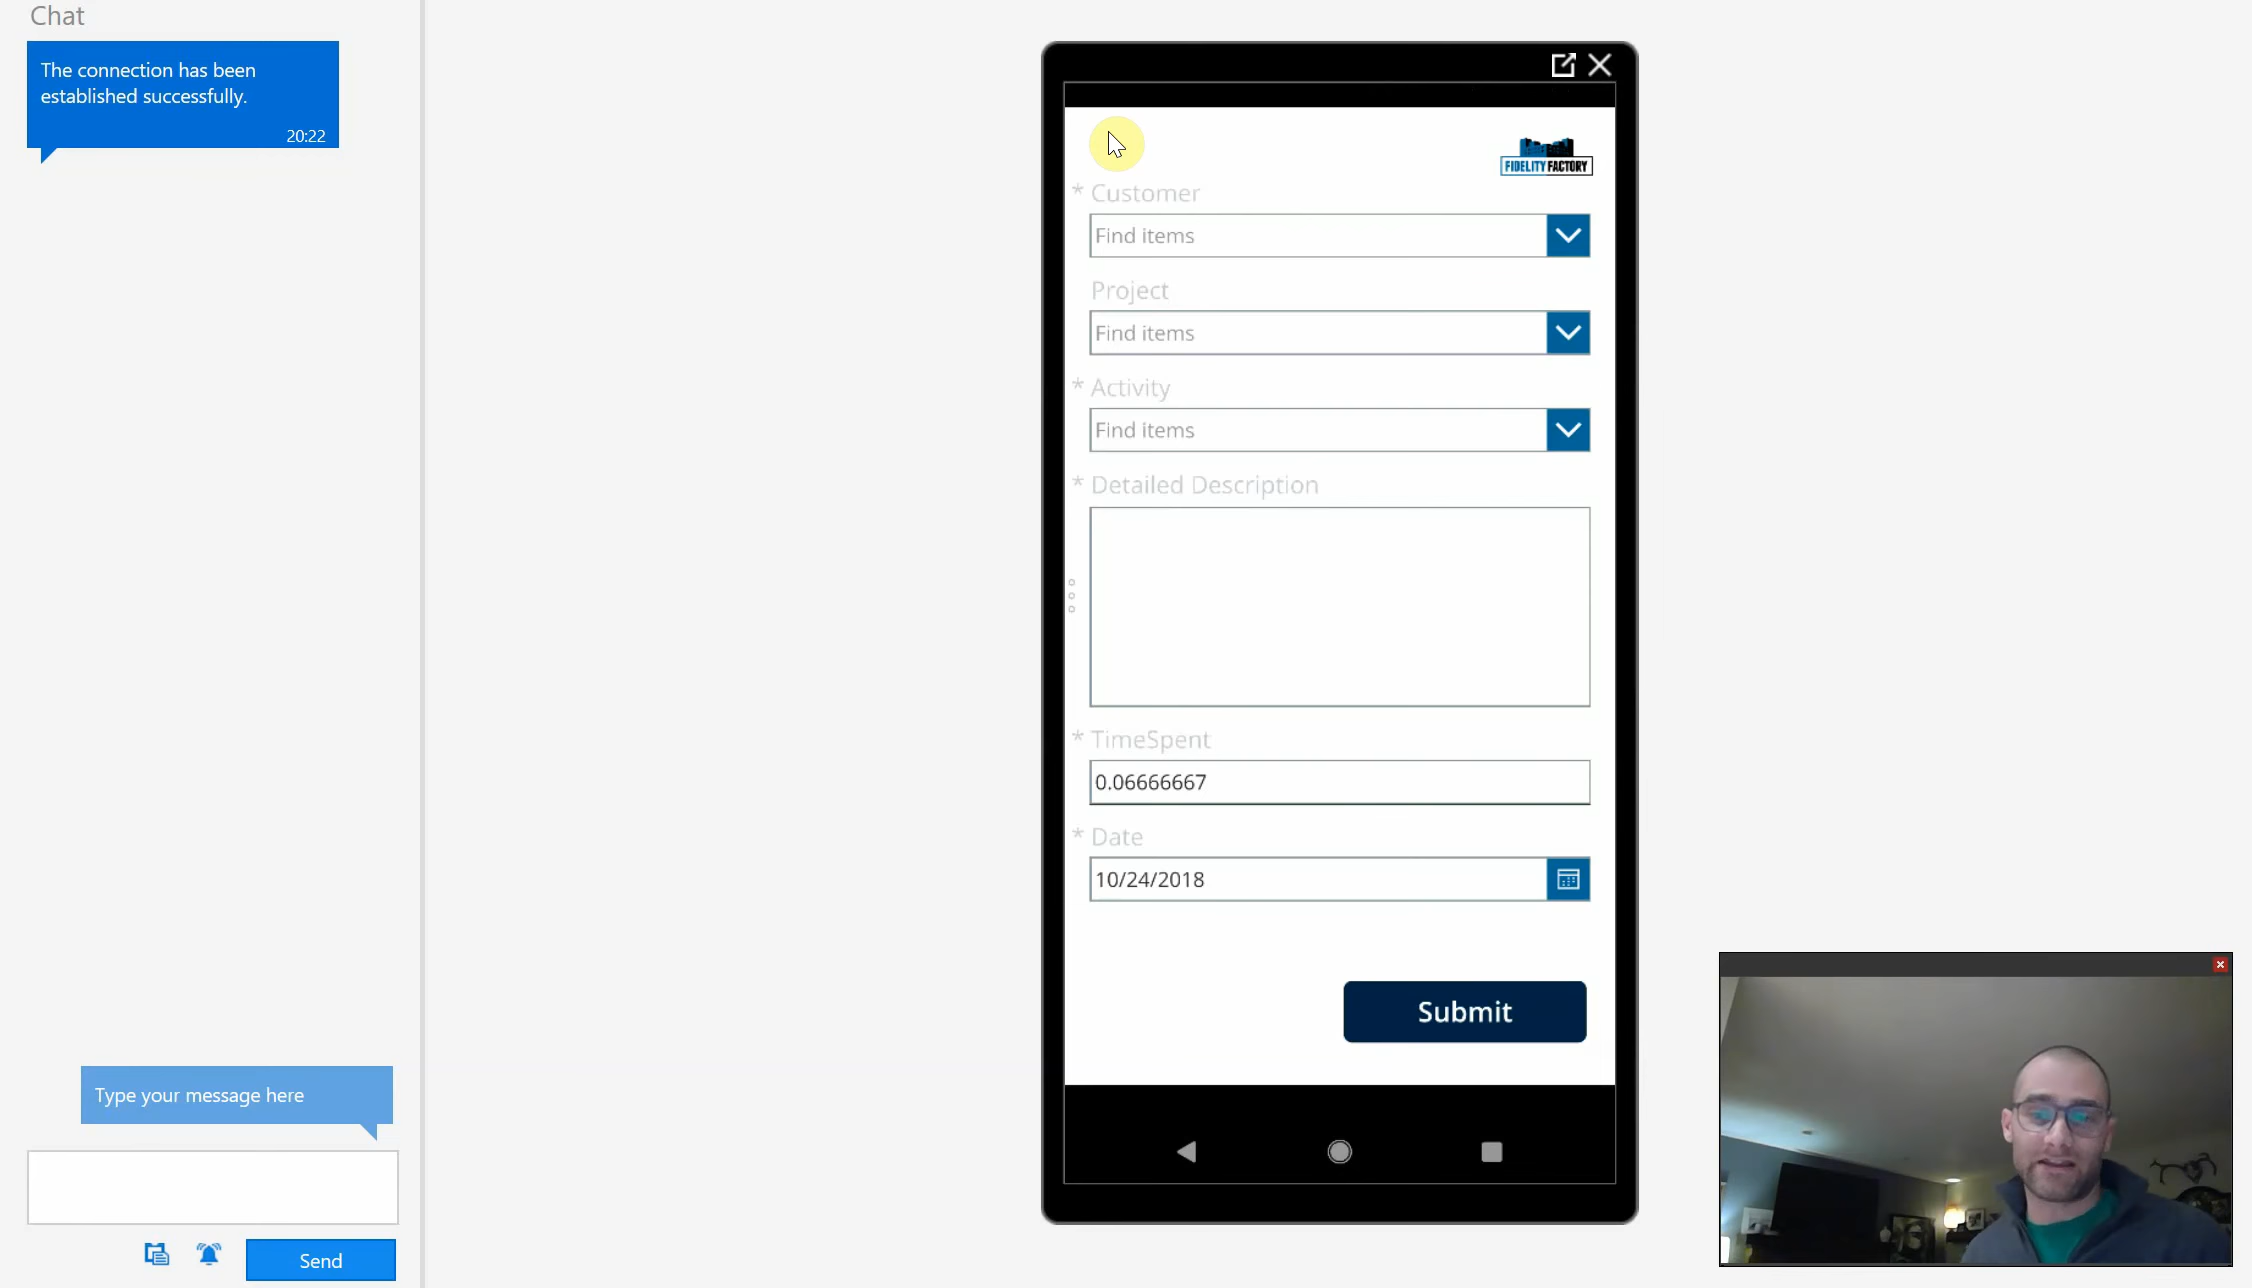 Chat
The connection has been
established successfully.
20:22
FIDELITY FACTORY
* Customer
Find items
Project
Find items
* Activity
Find items
* Detailed Description
* TimeSpent
0.06666667
* Date
10/24/2018
Submit
Type your message here
Send